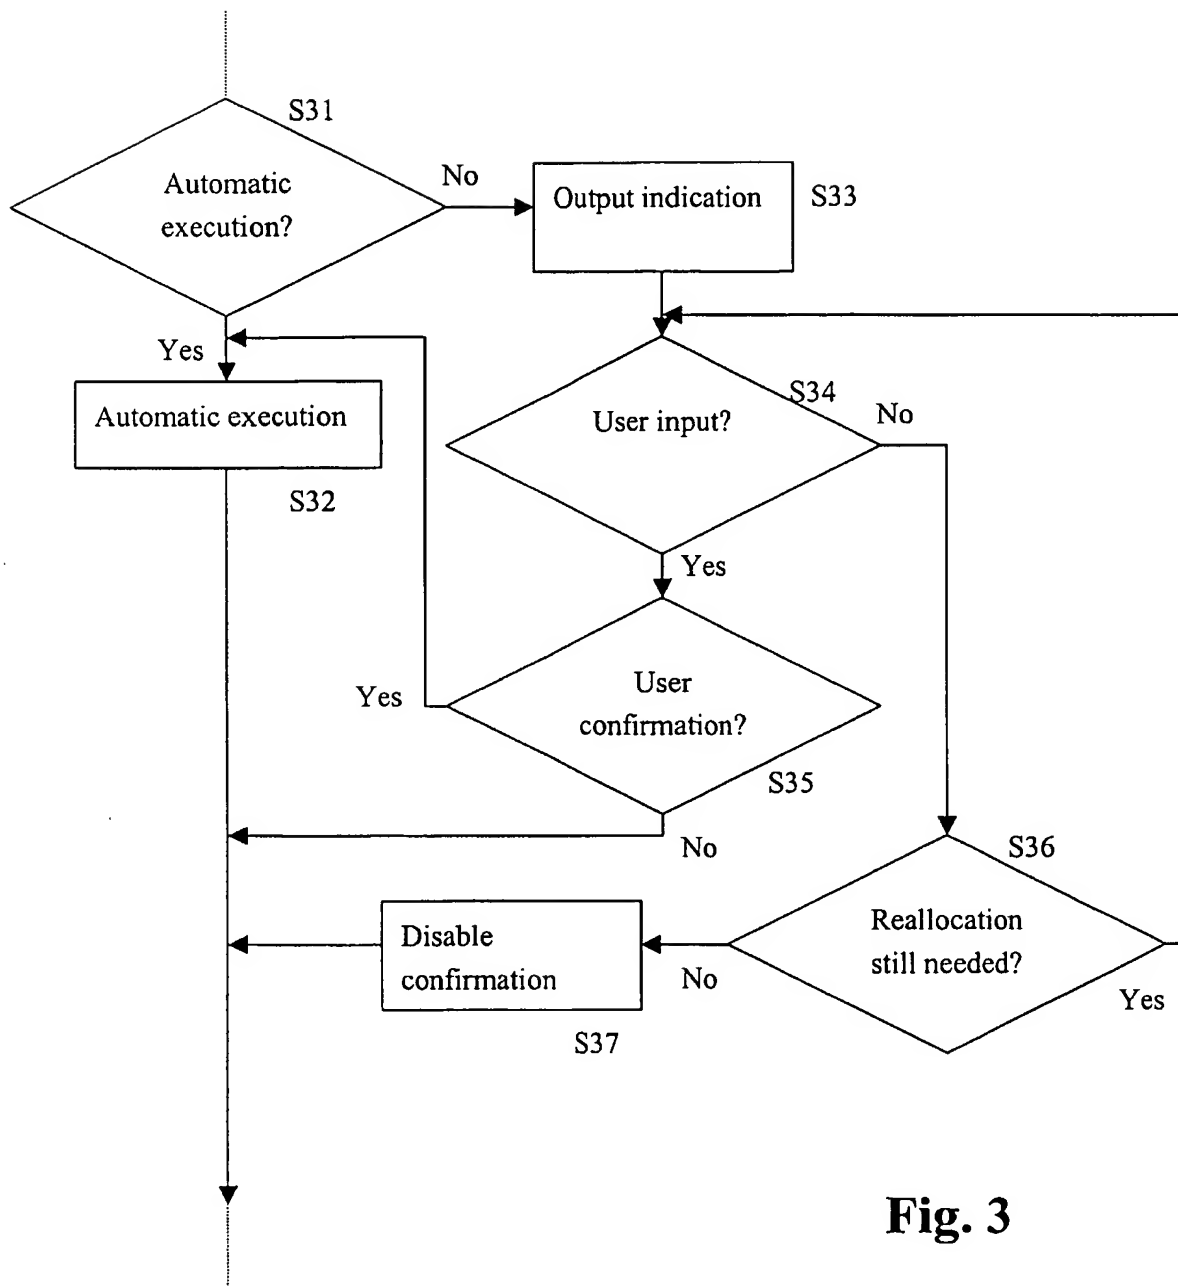 S31
Automatic
execution?
No
Output indication
S33
Yes
Automatic execution
S32
S34
User input?
No
Yes
User
confirmation?
Yes
S35
No
S36
Reallocation
still needed?
Yes
No
Disable
confirmation
S37
Fig. 3